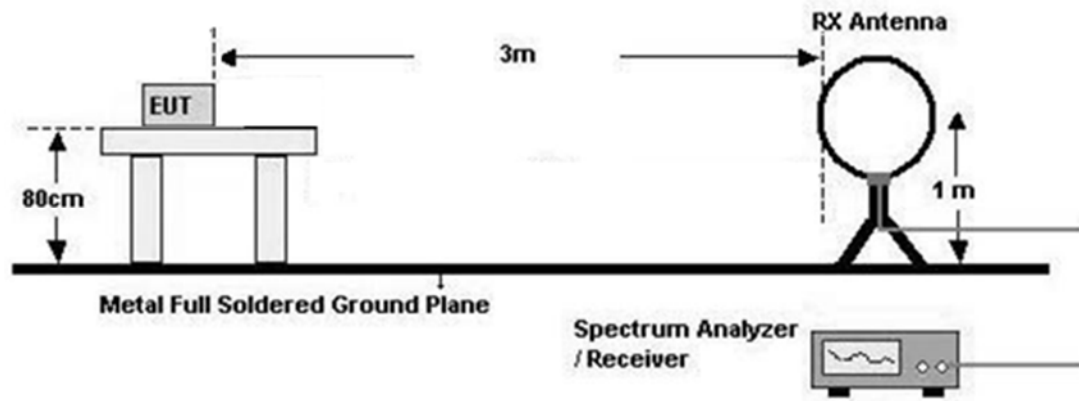 RX Antenna
3m
EUT
80cm
1 m
Metal Full Soldered Ground Plane
Spectrum Analyzer
/ Receiver